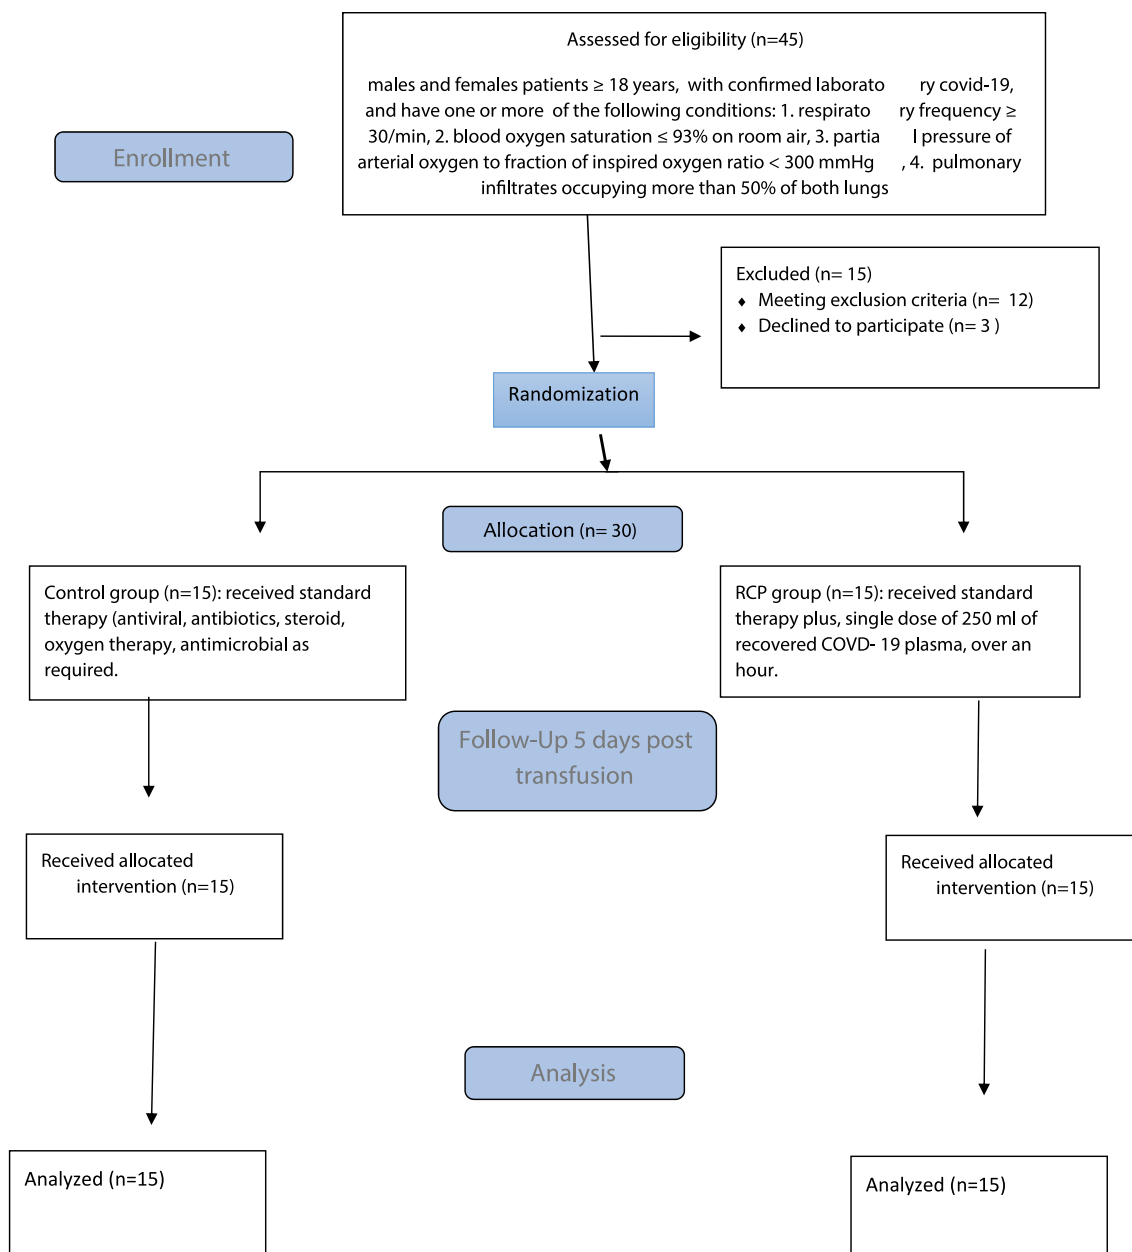 Assessed for eligibility (n=45)
males and females patients ≥ 18 years, with confirmed laborato ry covid-19,
and have one or more of the following conditions: 1. respirato ry frequency ≥
30/min, 2. blood oxygen saturation ≤ 93% on room air, 3. partia l pressure of
arterial oxygen to fraction of inspired oxygen ratio < 300 mmHg , 4. pulmonary
infiltrates occupying more than 50% of both lungs
Enrollment
Excluded (n= 15)
♦ Meeting exclusion criteria (n= 12)
♦ Declined to participate (n= 3 )
Randomization
Allocation (n= 30)
Control group (n=15): received standard
therapy (antiviral, antibiotics, steroid,
oxygen therapy, antimicrobial as
required.
RCP group (n=15): received standard
therapy plus, single dose of 250 ml of
recovered COVD- 19 plasma, over an
hour.
Follow-Up 5 days post
transfusion
Received allocated
intervention (n=15)
Received allocated
intervention (n=15)
Analysis
Analyzed (n=15)
Analyzed (n=15)